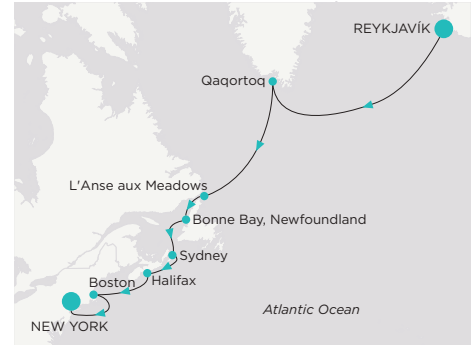 REYKJAVÍK
Qaqortoq
L'Anse aux Meadows
Bonne Bay, Newfoundland
Sydney
Halifax
Boston
Atlantic Ocean
NEW YORK